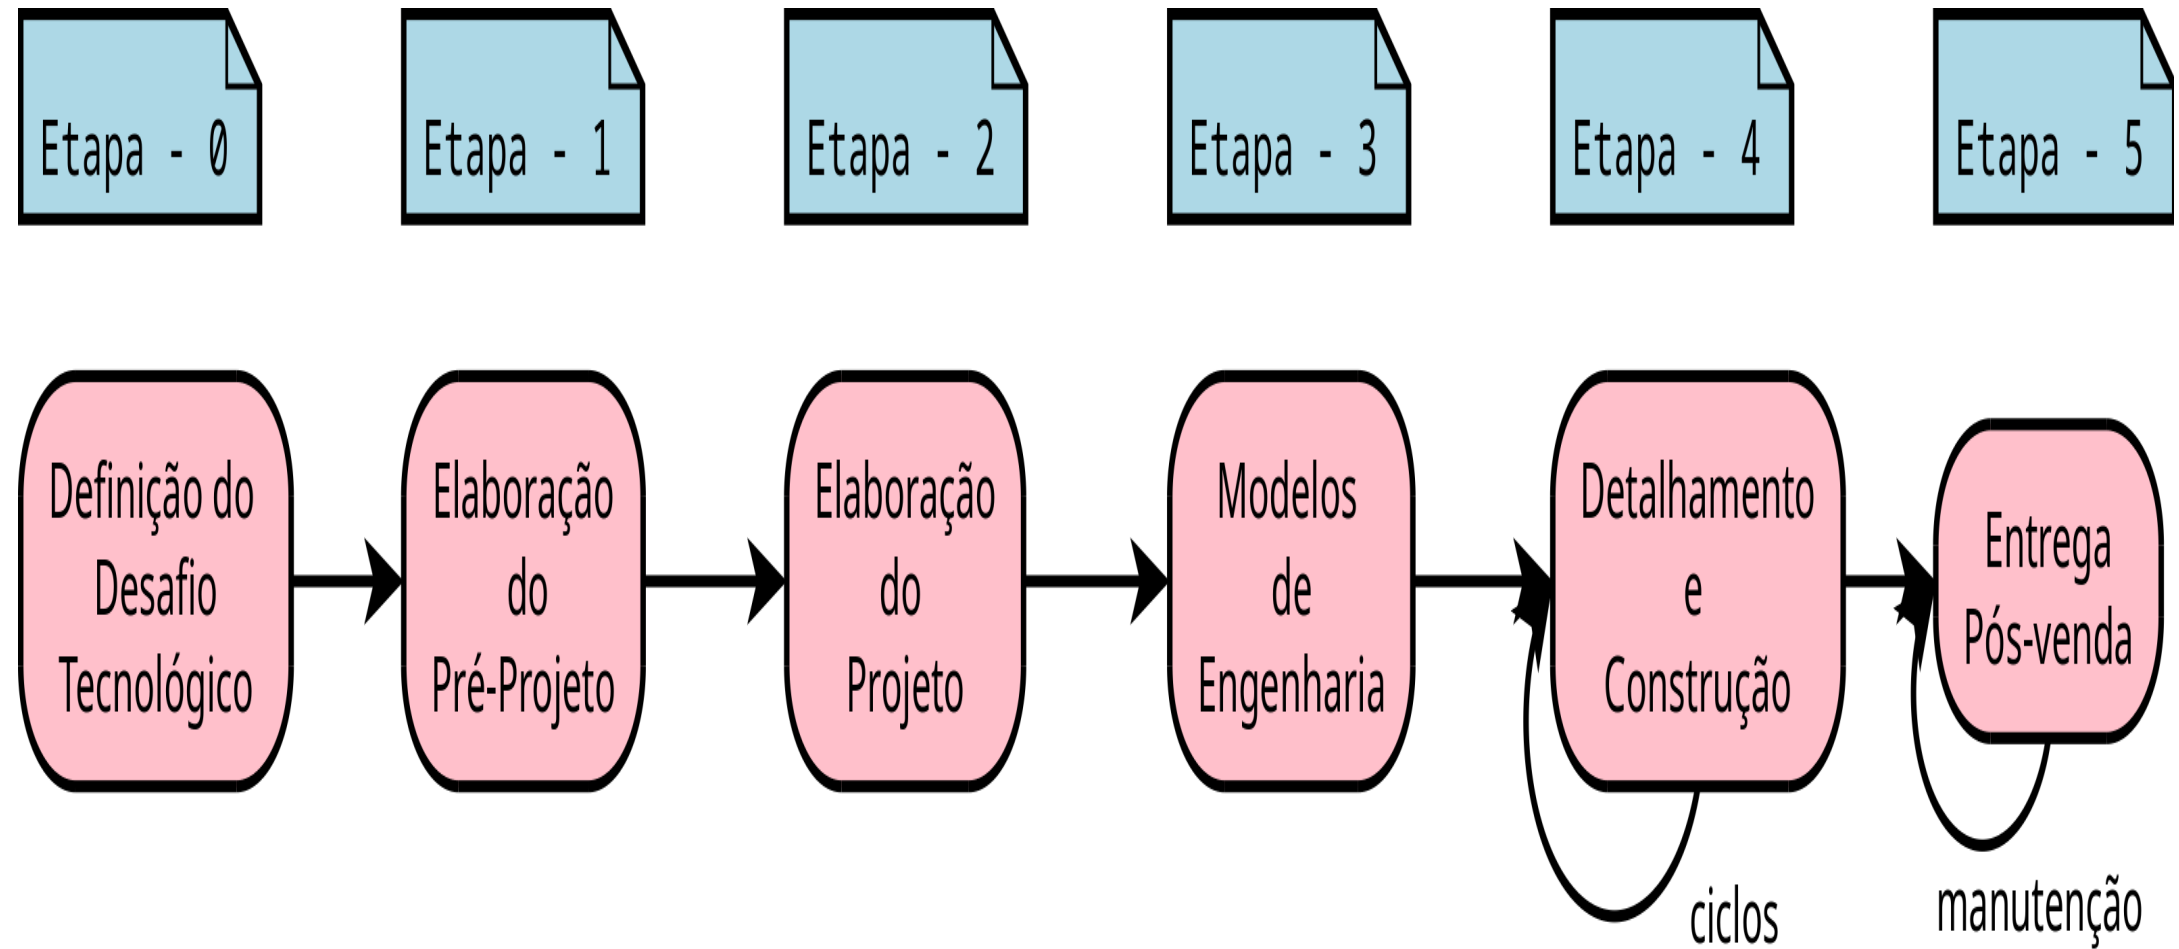 Etapa - 0
Etapa - 1
Etapa - 2
Etapa - 3
Etapa - 4
Etapa - 5
Definição do
Desafio
Tecnológico
Elaboração
do
Pré-Projeto
Elaboração
do
Projeto
Modelos
de
Engenharia
Detalhamento
e
Construção
Entrega
Pós-venda
ciclos
manutenção